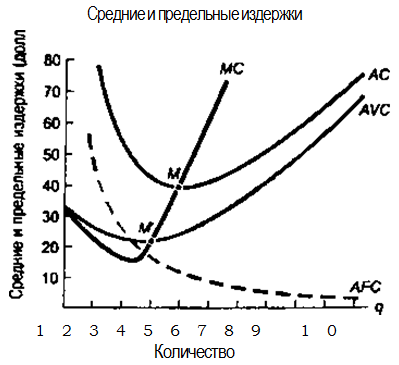 Средние и предельные издержки
Средние и предельные издержки (долл
80
70
60
50
40
30
20
10
MC
AC
AVC
M
M
AFC
q
1 2 3 4 5 6 7 8 9 1 0
Количество